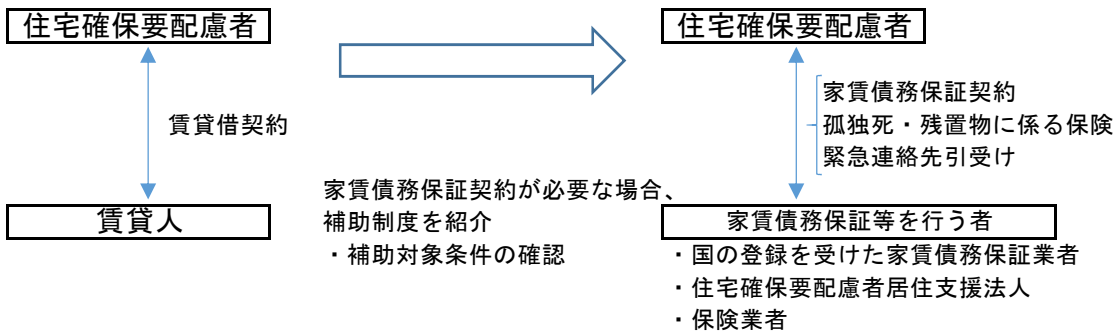 住宅確保要配慮者
賃貸借契約
賃貸人
家賃債務保証契約が必要な場合、
補助制度を紹介
・補助対象条件の確認
住宅確保要配慮者
家賃債務保証契約
孤独死・残置物に係る保険
緊急連絡先引受け
家賃債務保証等を行う者
・国の登録を受けた家賃債務保証業者
・住宅確保要配慮者居住支援法人
・保険業者